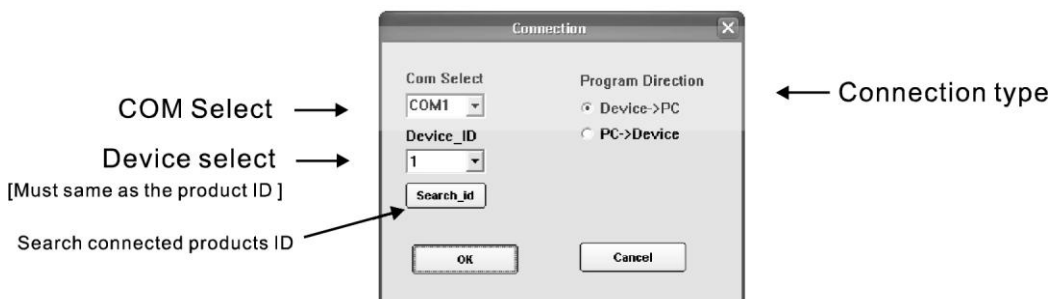 Connection
Com Select
Program Direction
COM Select
COM1
Device->PC
Connection type
Device_ID
PC->Device
Device select
1
[Must same as the product ID ]
Search_id
Search connected products ID
OK
Cancel